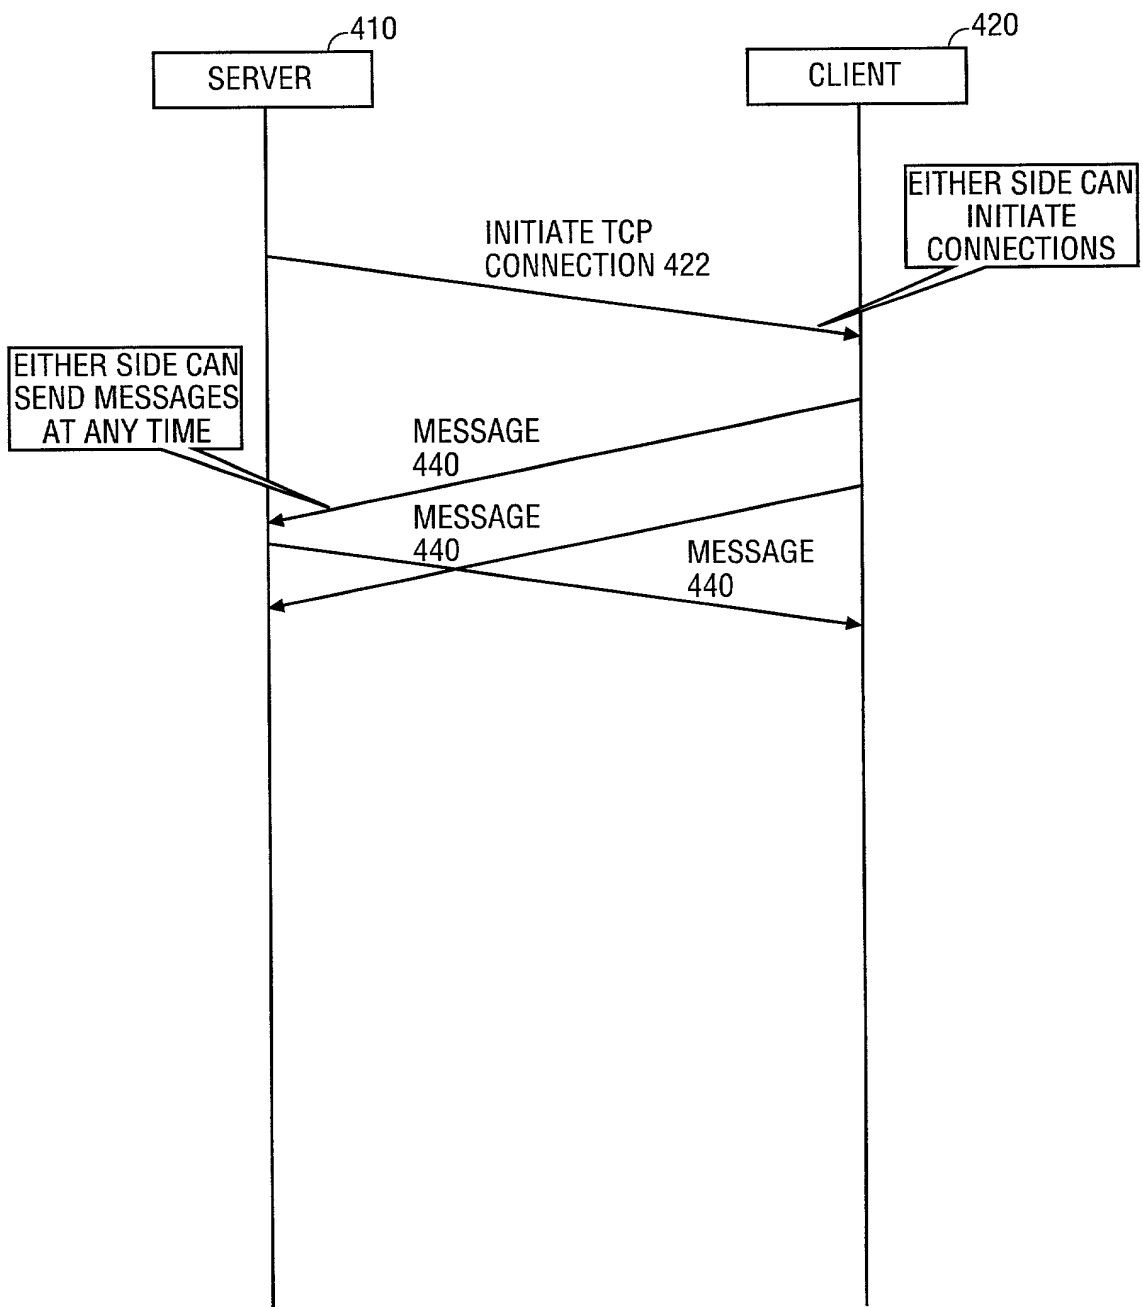 410
SERVER
420
CLIENT
EITHER SIDE CAN
INITIATE
CONNECTIONS
INITIATE TCP
CONNECTION 422
EITHER SIDE CAN
SEND MESSAGES
AT ANY TIME
MESSAGE
440
MESSAGE
440
MESSAGE
440